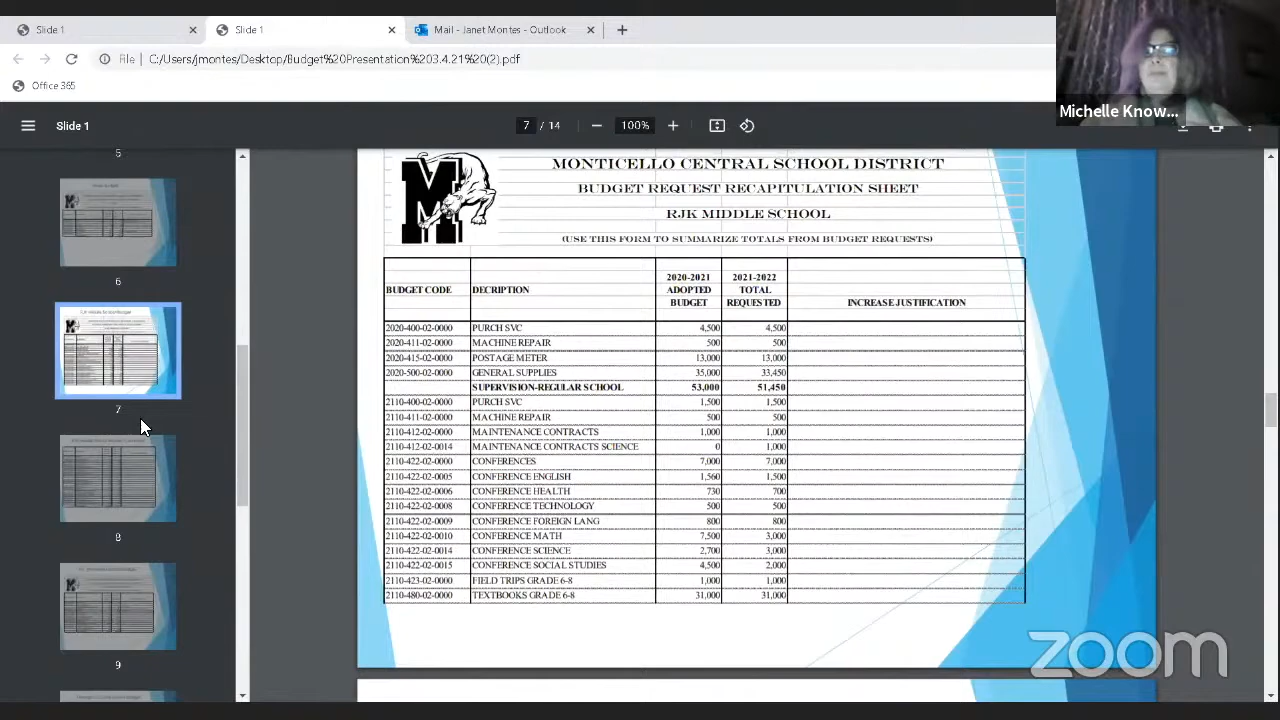 Slide 1
Slide 1
Mail - Janet Montes - Outlook
File | C:/Users/jmontes/Desktop/Budget%20Presentation%203.4.21%20(2).pdf
Office 365
Michelle Know...
Slide 1
7 / 14
100%
5
6
7
8
9
MONTICELLO CENTRAL SCHOOL DISTRICT
BUDGET REQUEST RECAPITULATION SHEET
RJK MIDDLE SCHOOL
(USE THIS FORM TO SUMMARIZE TOTALS FROM BUDGET REQUESTS)
BUDGET CODE DECRIPTION 2020-2021 ADOPTED BUDGET 2021-2022 TOTAL REQUESTED INCREASE JUSTIFICATION
2020-400-02-0000 PURCH SVC 4,500 4,500
2020-411-02-0000 MACHINE REPAIR 500 500
2020-415-02-0000 POSTAGE METER 13,000 13,000
2020-500-02-0000 GENERAL SUPPLIES 35,000 33,450
SUPERVISION-REGULAR SCHOOL 53,000 51,450
2110-400-02-0000 PURCH SVC 1,500 1,500
2110-411-02-0000 MACHINE REPAIR 500 500
2110-412-02-0000 MAINTENANCE CONTRACTS 1,000 1,000
2110-412-02-0014 MAINTENANCE CONTRACTS SCIENCE 0 1,000
2110-422-02-0000 CONFERENCES 7,000 7,000
2110-422-02-0005 CONFERENCE ENGLISH 1,560 1,500
2110-422-02-0006 CONFERENCE HEALTH 730 700
2110-422-02-0008 CONFERENCE TECHNOLOGY 500 500
2110-422-02-0009 CONFERENCE FOREIGN LANG 800 800
2110-422-02-0010 CONFERENCE MATH 7,500 3,000
2110-422-02-0014 CONFERENCE SCIENCE 2,700 3,000
2110-422-02-0015 CONFERENCE SOCIAL STUDIES 4,500 2,000
2110-423-02-0000 FIELD TRIPS GRADE 6-8 1,000 1,000
2110-480-02-0000 TEXTBOOKS GRADE 6-8 31,000 31,000
zoom